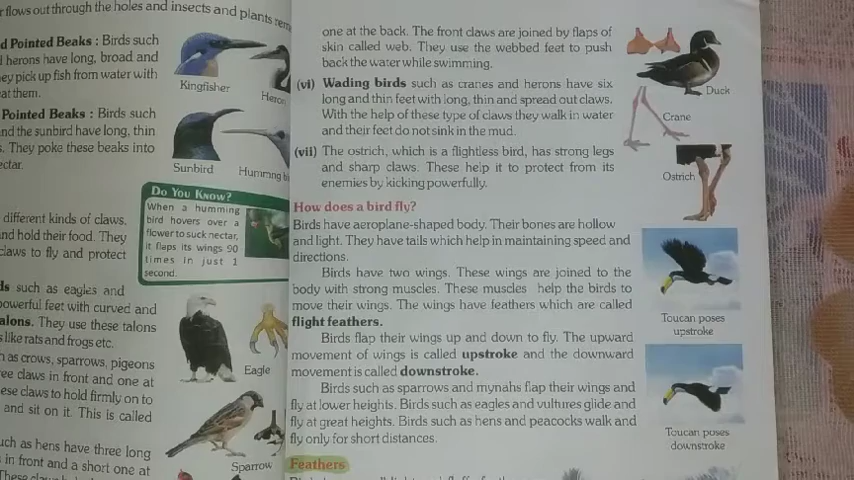 flows out through the holes and insects and plants
d Pointed Beaks : Birds such
herons have long, broad and
ey pick up fish from water with
at them.
Kingfisher
Heron
Pointed Beaks : Birds such
nd the sunbird have long, thin
s. They poke these beaks into
ectar.
Sunbird
Humming b
Do You Know?
When a humming
bird hovers over a
flower to suck nectar,
it flaps its wings 90
times in just 1
second.
different kinds of claws.
nd hold their food. They
claws to fly and protect
ds such as eagles and
powerful feet with curved and
alons. They use these talons
s like rats and frogs etc.
Eagle
h as crows, sparrows, pigeons
ree claws in front and one at
ese claws to hold firmly on to
and sit on it. This is called
Sparrow
uch as hens have three long
in front and a short one at
one at the back. The front claws are joined by flaps of
skin called web. They use the webbed feet to push
back the water while swimming.
Duck
(vi) Wading birds such as cranes and herons have six
long and thin feet with long, thin and spread out claws.
With the help of these type of claws they walk in water
and their feet do not sink in the mud.
Crane
(vii) The ostrich, which is a flightless bird, has strong legs
and sharp claws. These help it to protect from its
enemies by kicking powerfully.
Ostrich
How does a bird fly?
Birds have aeroplane-shaped body. Their bones are hollow
and light. They have tails which help in maintaining speed and
directions.
Birds have two wings. These wings are joined to the
body with strong muscles. These muscles help the birds to
move their wings. The wings have feathers which are called
flight feathers.
Toucan poses
upstroke
Birds flap their wings up and down to fly. The upward
movement of wings is called upstroke and the downward
movement is called downstroke.
Birds such as sparrows and mynahs flap their wings and
fly at lower heights. Birds such as eagles and vultures glide and
fly at great heights. Birds such as hens and peacocks walk and
fly only for short distances.
Toucan poses
downstroke
Feathers